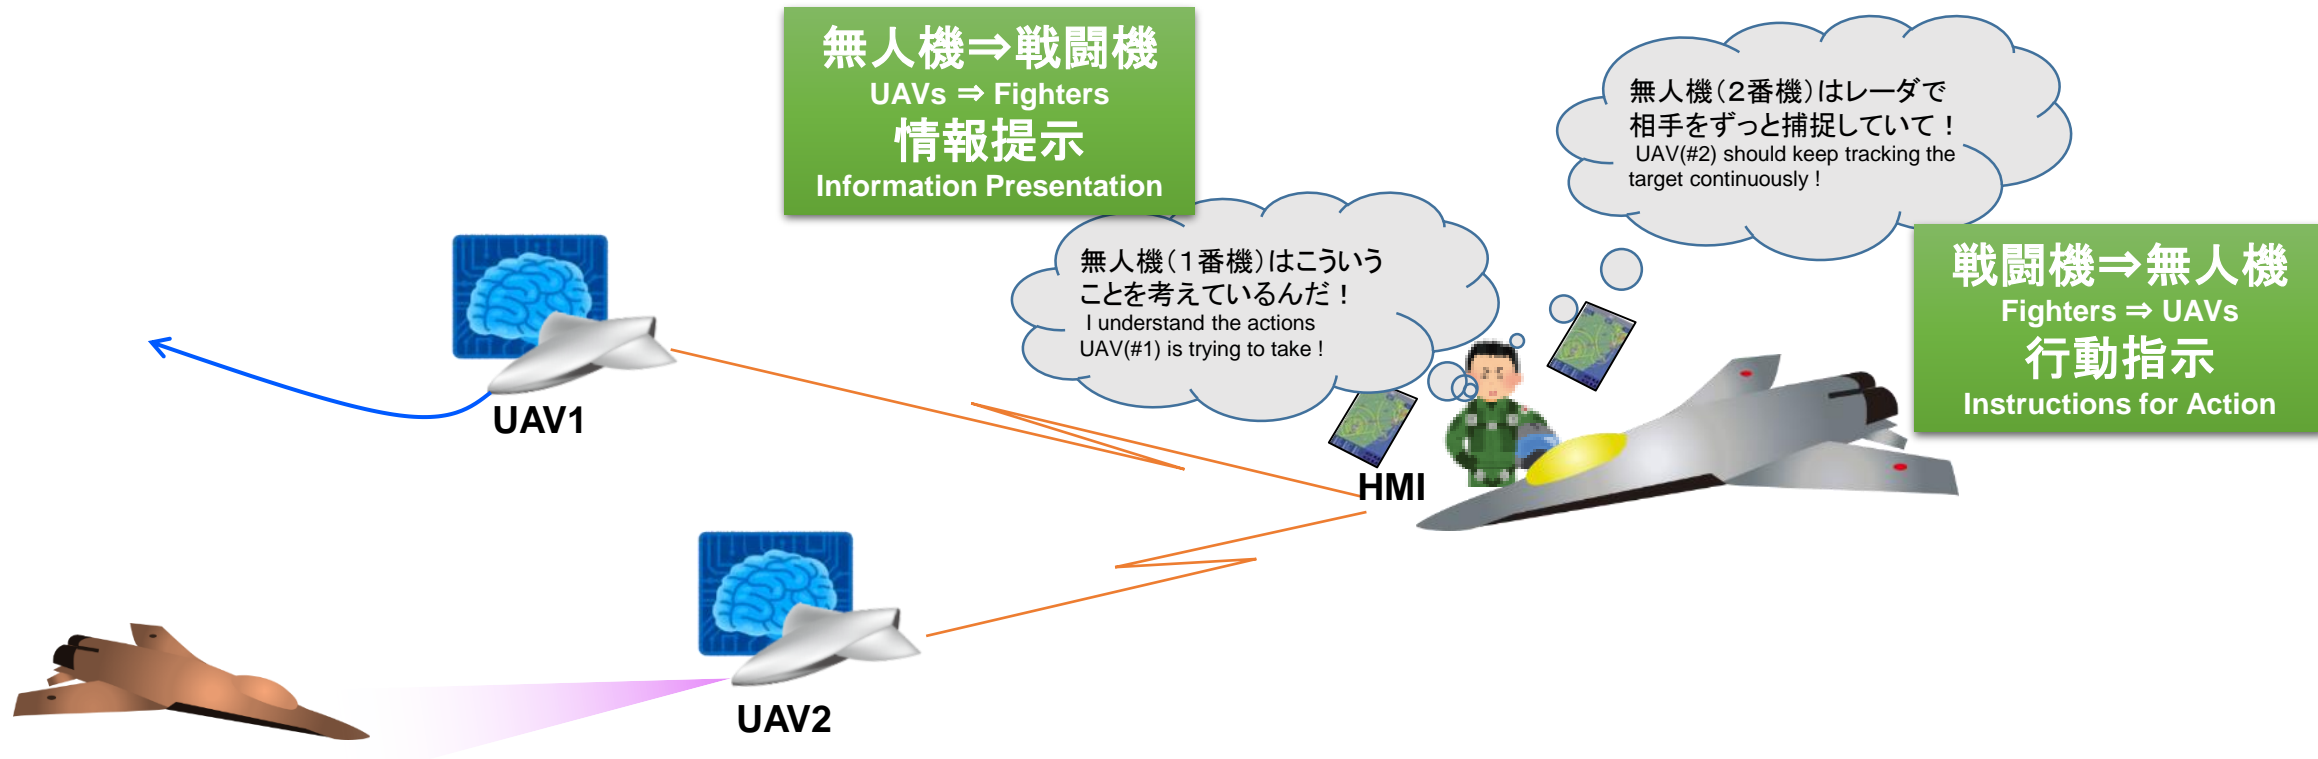 無人機⇒戦闘機
UAVs ⇒ Fighters
情報提示
Information Presentation
無人機(2番機)はレーダで
相手をずっと捕捉していて!
UAV(#2) should keep tracking the
target continuously !
無人機(1番機)はこういう
ことを考えているんだ!
I understand the actions
UAV(#1) is trying to take !
戦闘機⇒無人機
Fighters ⇒ UAVs
行動指示
Instructions for Action
UAV1
HMI
UAV2